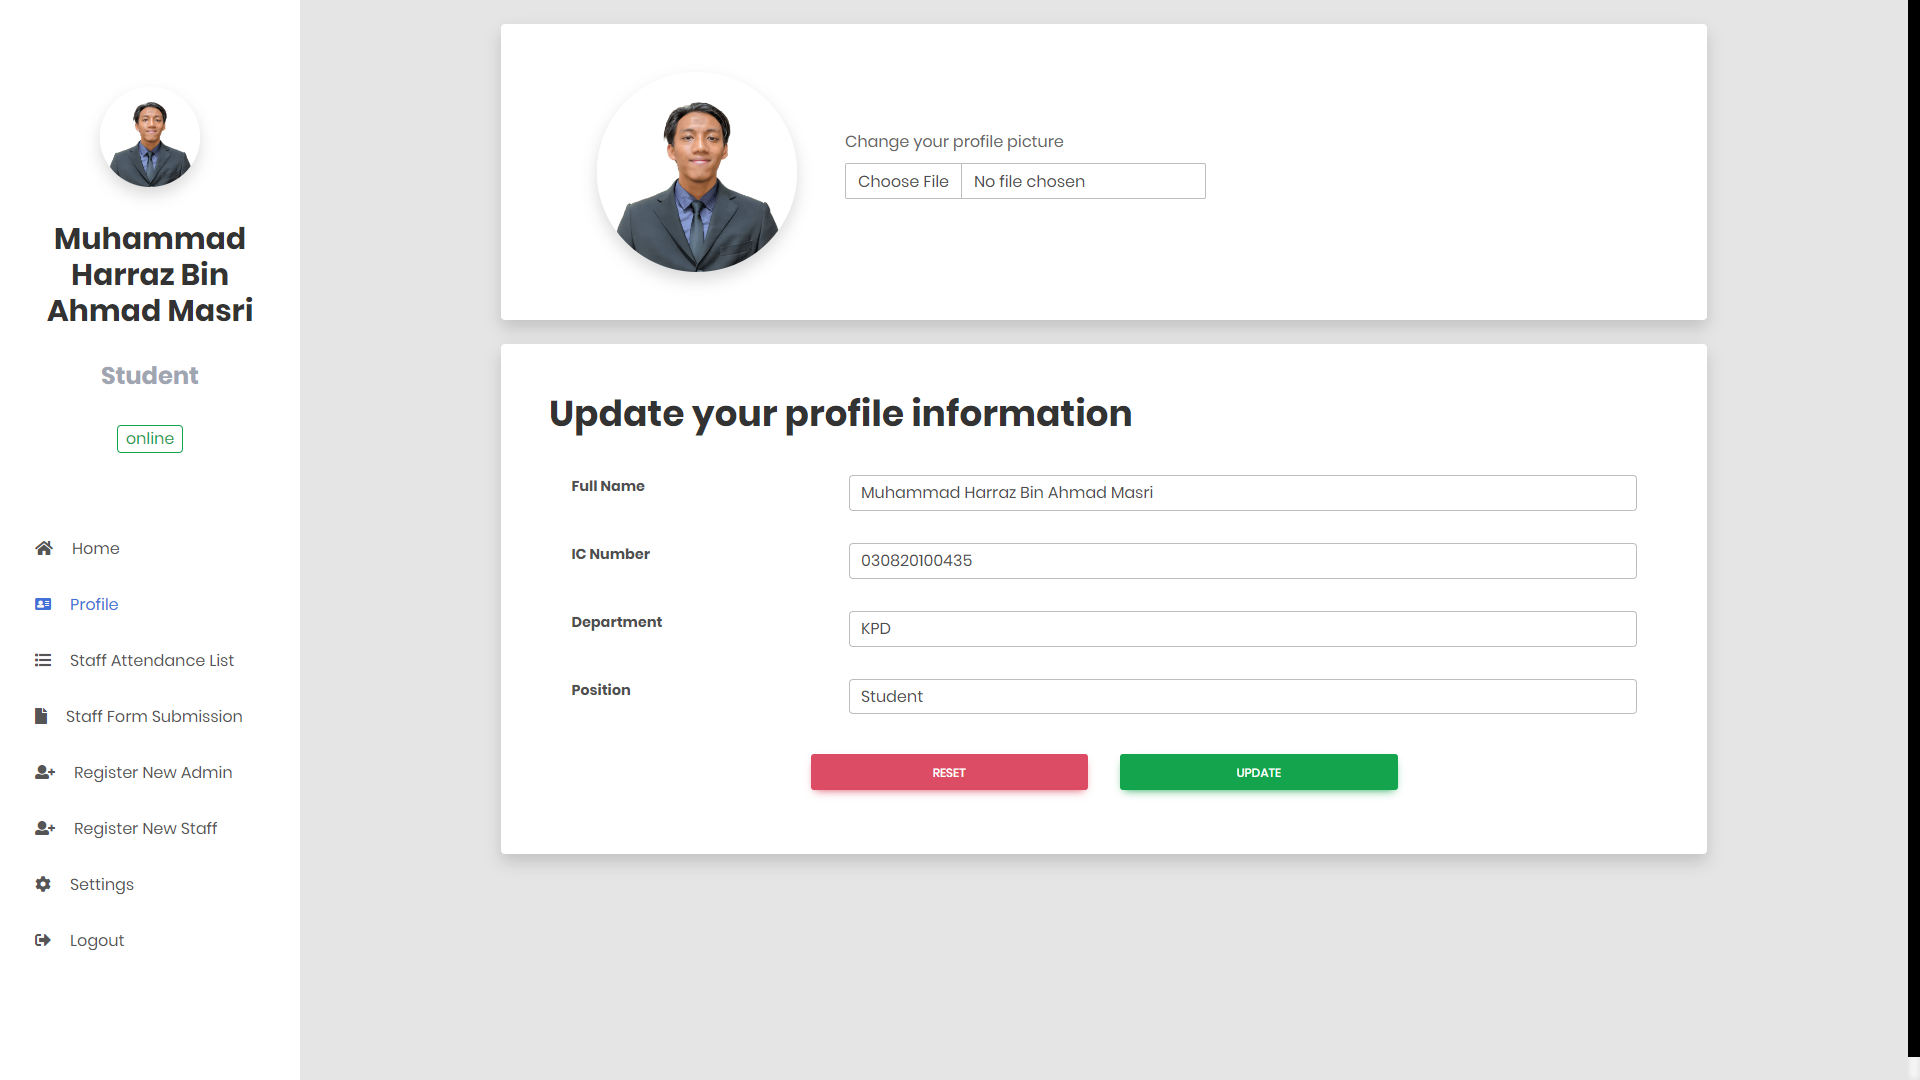 Muhammad
Harraz Bin
Ahmad Masri
Student
online
Home
Profile
Staff Attendance List
Staff Form Submission
Register New Admin
Register New Staff
Settings
Logout
Change your profile picture
Choose File No file chosen
Update your profile information
Full Name Muhammad Harraz Bin Ahmad Masri
IC Number 030820100435
Department KPD
Position Student
RESET UPDATE